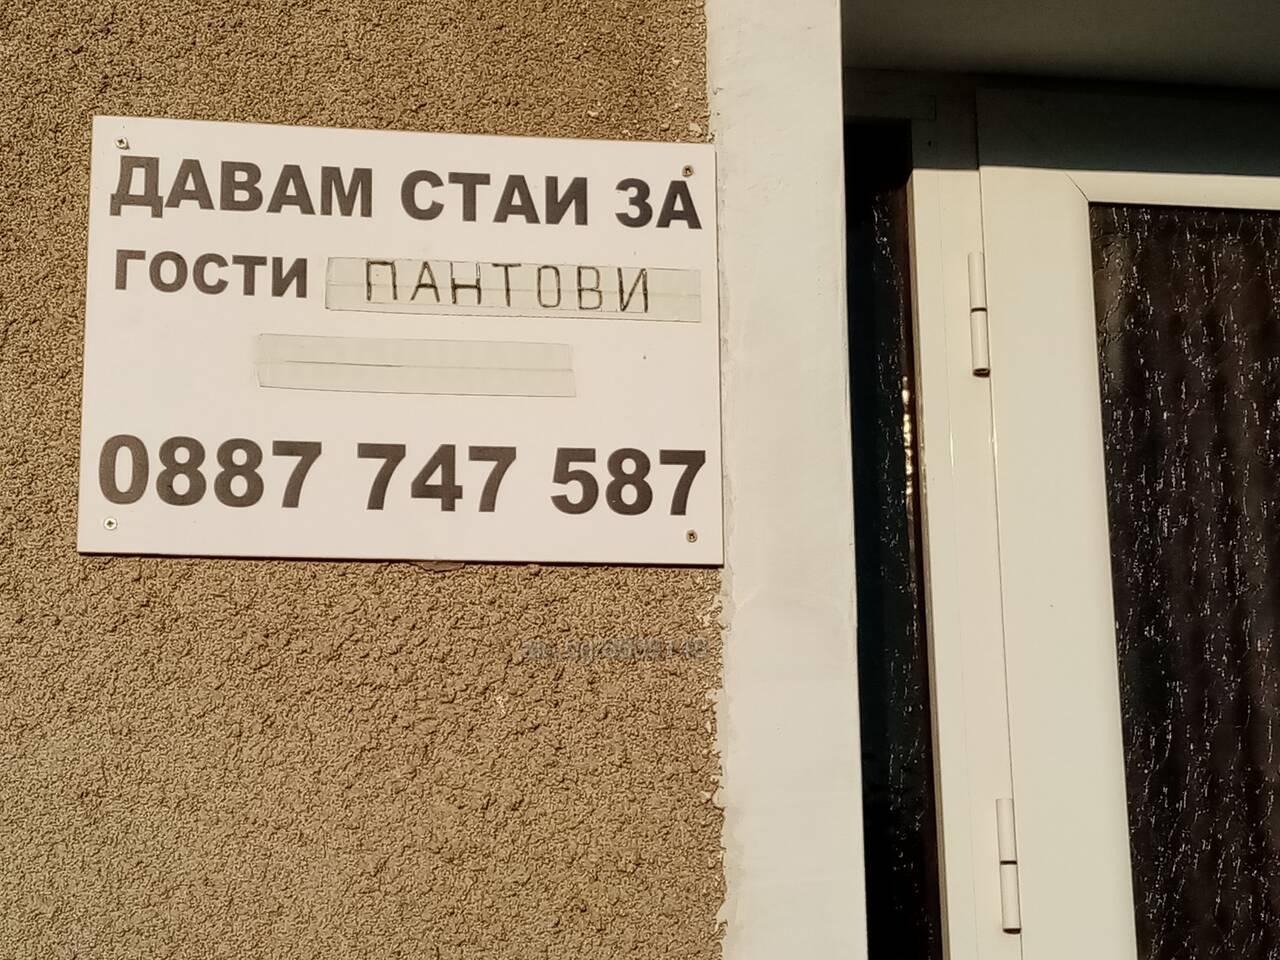 ДАВАМ СТАИ ЗА
ГОСТИ ПАНТОВИ
0887 747 587